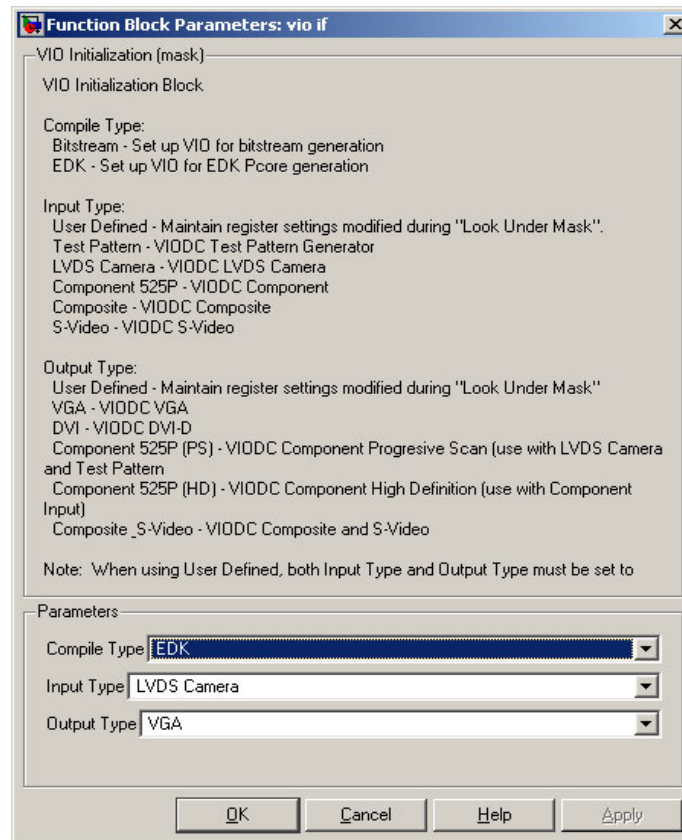 Function Block Parameters: vio if
VIO Initialization (mask)
VIO Initialization Block
Compile Type:
Bitstream - Set up VIO for bitstream generation
EDK - Set up VIO for EDK Pcore generation
Input Type:
User Defined - Maintain register settings modified during "Look Under Mask".
Test Pattern - VIODC Test Pattern Generator
LVDS Camera - VIODC LVDS Camera
Component 525P - VIODC Component
Composite - VIODC Composite
S-Video - VIODC S-Video
Output Type:
User Defined - Maintain register settings modified during "Look Under Mask"
VGA - VIODC VGA
DVI - VIODC DVI-D
Component 525P (PS) - VIODC Component Progresive Scan (use with LVDS Camera
and Test Pattern
Component 525P (HD) - VIODC Component High Definition (use with Component
Input)
Composite _S-Video - VIODC Composite and S-Video
Note: When using User Defined, both Input Type and Output Type must be set to
Parameters
Compile Type EDK
Input Type LVDS Camera
Output Type VGA
OK Cancel Help Apply